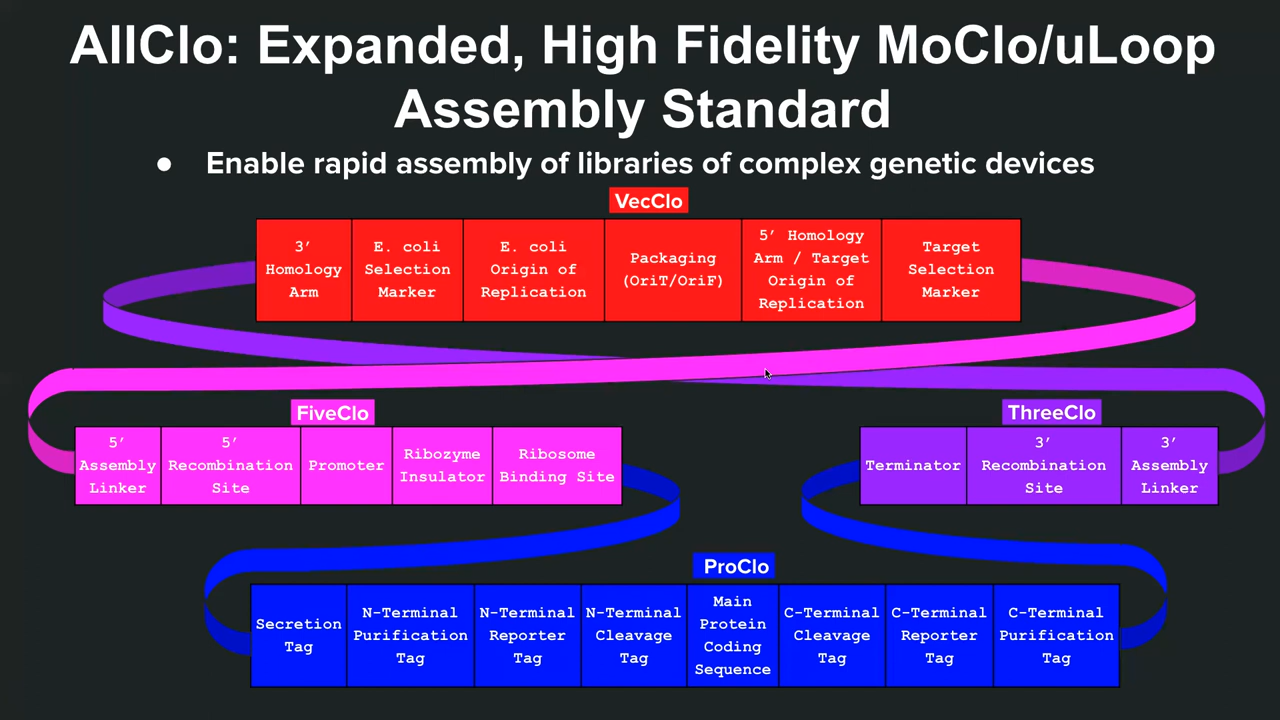 AllClo: Expanded, High Fidelity MoClo/uLoop
Assembly Standard
● Enable rapid assembly of libraries of complex genetic devices
VecClo
3’
Homology
Arm
E. coli
Selection
Marker
E. coli
Origin of
Replication
Packaging
(OriT/OriF)
5’ Homology
Arm / Target
Origin of
Replication
Target
Selection
Marker
FiveClo
5’
Assembly
Linker
5’
Recombination
Site
Promoter
Ribozyme
Insulator
Ribosome
Binding Site
ThreeClo
Terminator
3’
Recombination
Site
3’
Assembly
Linker
ProClo
Secretion
Tag
N-Terminal
Purification
Tag
N-Terminal
Reporter
Tag
N-Terminal
Cleavage
Tag
Main
Protein
Coding
Sequence
C-Terminal
Cleavage
Tag
C-Terminal
Reporter
Tag
C-Terminal
Purification
Tag